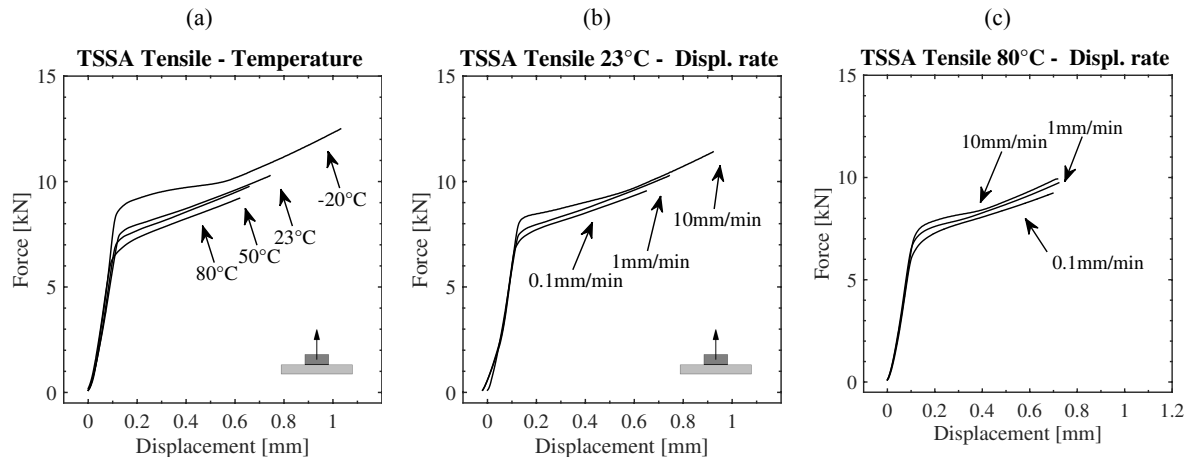 (a)
TSSA Tensile - Temperature
15
10
5
0
Force [kN]
-20°C
23°C
50°C
80°C
0 0.2 0.4 0.6 0.8 1
Displacement [mm]
(b)
TSSA Tensile 23°C - Displ. rate
15
10
5
0
Force [kN]
10mm/min
1mm/min
0.1mm/min
0 0.2 0.4 0.6 0.8 1
Displacement [mm]
(c)
TSSA Tensile 80°C - Displ. rate
15
10
5
0
Force [kN]
1mm/min
10mm/min
0.1mm/min
0 0.2 0.4 0.6 0.8 1 1.2
Displacement [mm]